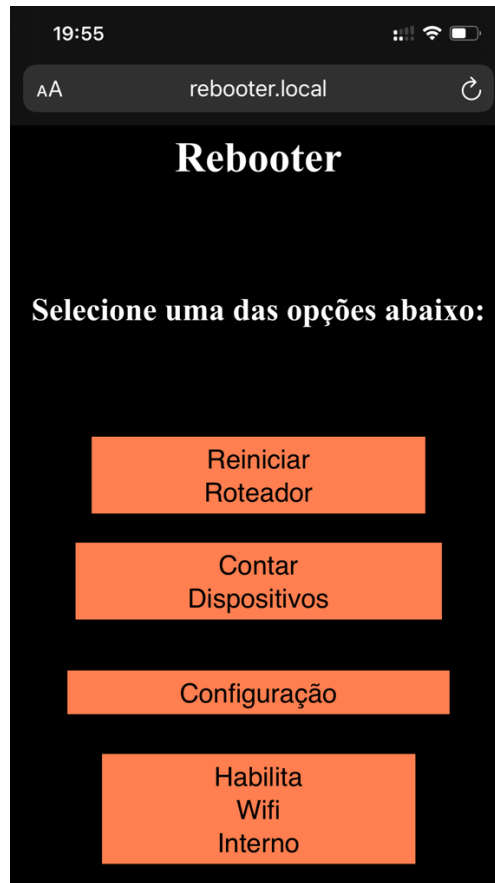 19:55
AA rebooter.local
Rebooter
Selecione uma das opções abaixo:
Reiniciar
Roteador
Contar
Dispositivos
Configuração
Habilita
Wifi
Interno